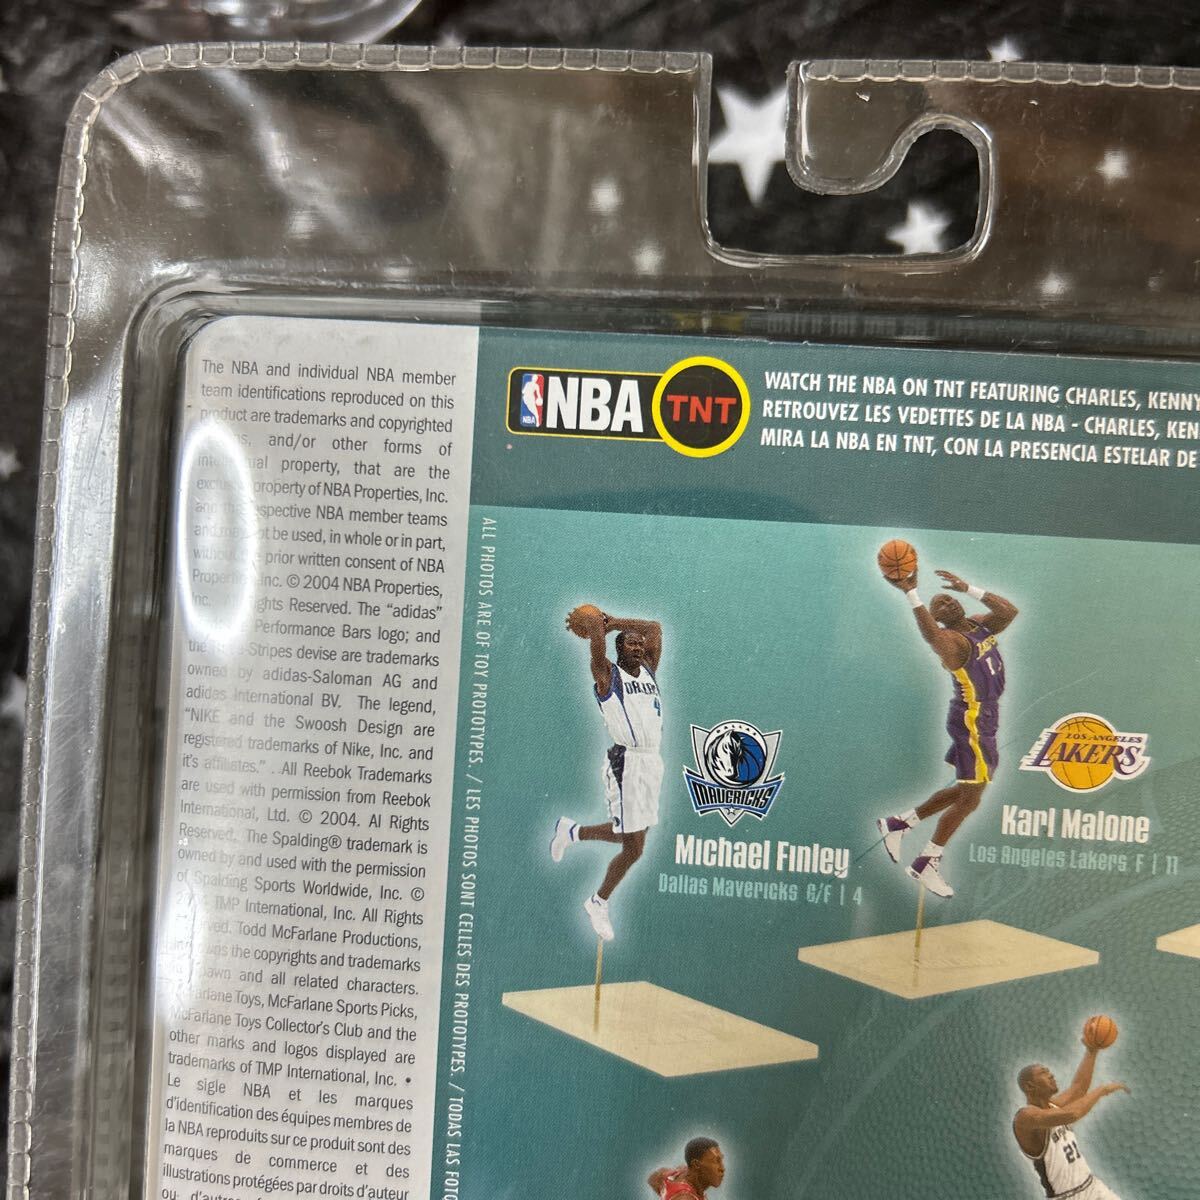 The NBA and individual NBA member
team identifications reproduced on this
product are trademarks and copyrighted
and/or other forms of
property, that are the
property of NBA Properties, Inc.
respective NBA member teams
be used, in whole or in part,
prior written consent of NBA
Inc. © 2004 NBA Properties,
Inc. Rights Reserved. The “adidas”
Performance Bars logo; and
the -Stripes devise are trademarks
owned by adidas-Saloman AG and
adidas International BV. The legend,
“NIKE and the Swoosh Design are
registered trademarks of Nike, Inc. and
it's affiliates.” . All Reebok Trademarks
are used with permission from Reebok
International, Ltd. © 2004. Al Rights
Reserved. The Spalding® trademark is
owned by and used with the permission
of Spalding Sports Worldwide, Inc. ©
TMP International, Inc. All Rights
Todd McFarlane Productions,
owns the copyrights and trademarks
and all related characters.
McFarlane Toys, McFarlane Sports Picks,
McFarlane Toys Collector's Club and the
other marks and logos displayed are
trademarks of TMP International, Inc. •
Le sigle NBA et les marques
d'identification des équipes membres de
la NBA reproduits sur ce produit sont des
marques de commerce et des
illustrations protégées par droits d'auteur
ou d'autres
NBA NBA TNT
WATCH THE NBA ON TNT FEATURING CHARLES, KENNY
RETROUVEZ LES VEDETTES DE LA NBA - CHARLES, KEN
MIRA LA NBA EN TNT, CON LA PRESENCIA ESTELAR DE
ALL PHOTOS ARE OF TOY PROTOTYPES. / LES PHOTOS SONT CELLES DES PROTOTYPES. / TODAS LAS FOTO
DALLAS
MAVERICKS
Michael Finley
Dallas Mavericks G/F | 4
LOS ANGELES
LAKERS
Karl Malone
Los Angeles Lakers F | 11
21